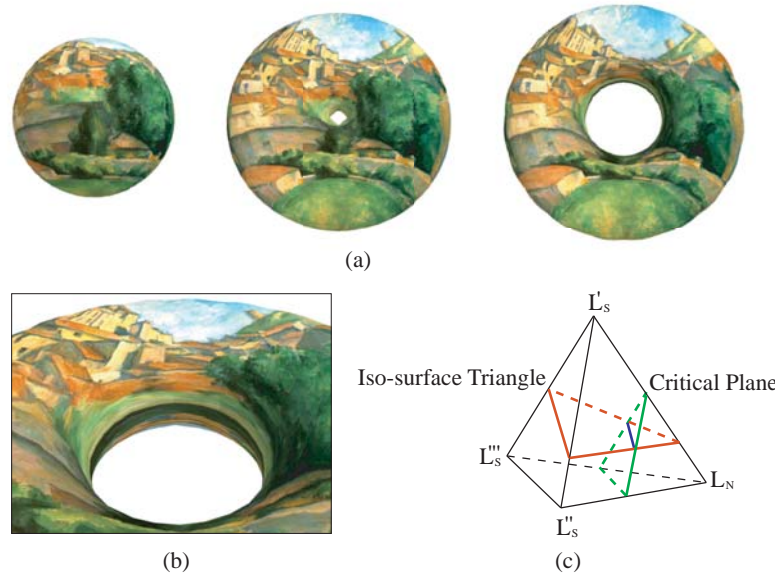 (a)
L'S
Iso-surface Triangle
Critical Plane
L'''S
LN
L''S
(b)
(c)